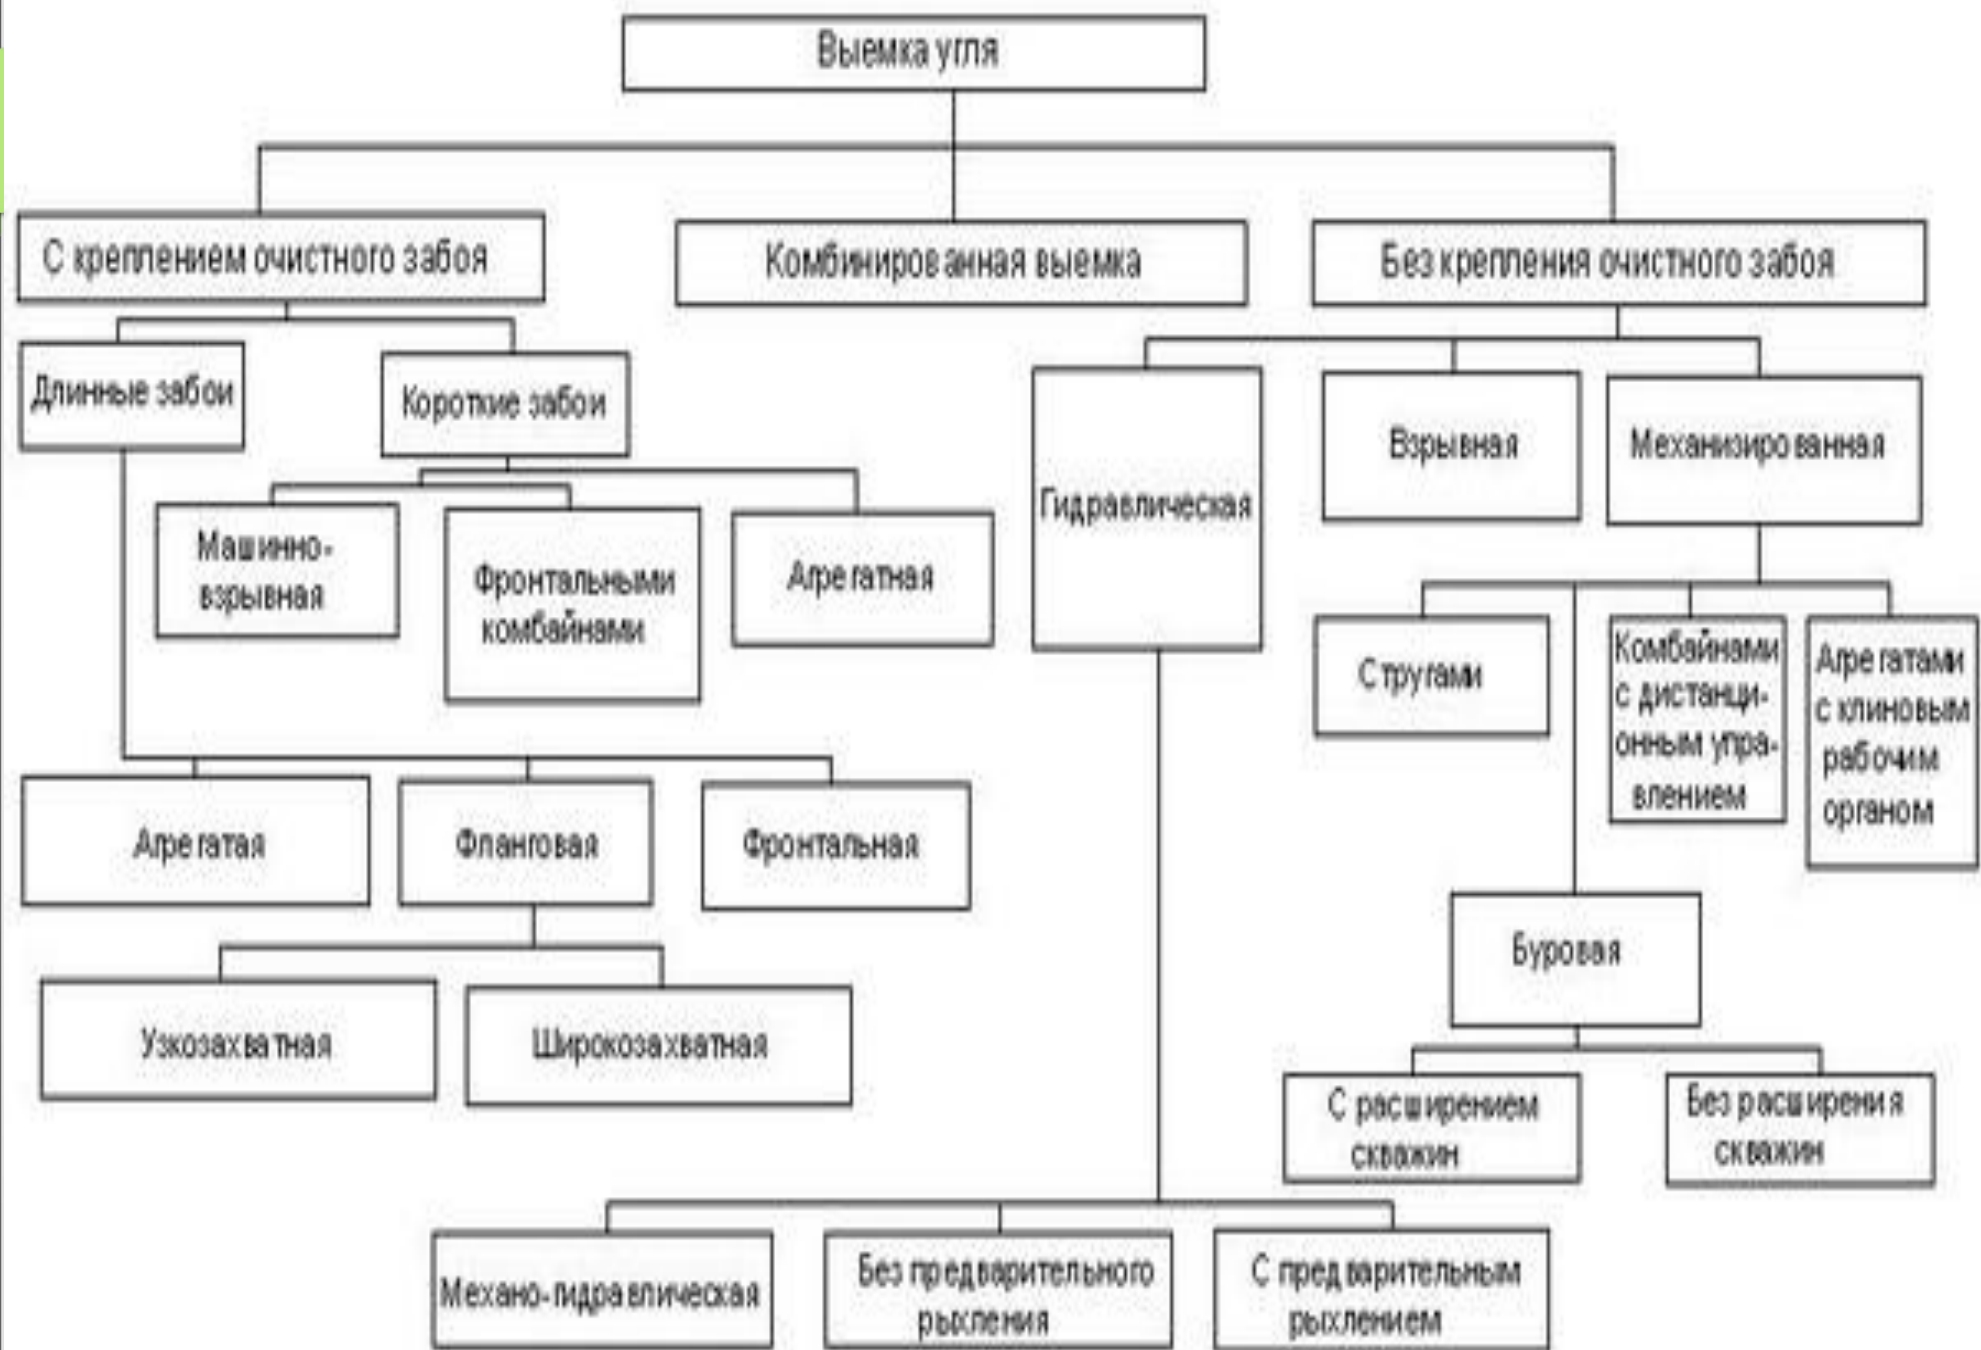 Выемка угля
С креплением очистного забоя
Комбинированная выемка
Без крепления очистного забоя
Длинные забои
Короткие забои
Гидравлическая
Взрывная
Механизированная
Машинно-
взрывная
Фронтальными
комбайнами
Агрегатная
Стругами
Комбайнами
с дистанци-
онным упра-
влением
Агрегатами
с клиновым
рабочим
органом
Агрегатая
Фланговая
Фронтальная
Буровая
Узкозахватная
Широкозахватная
С расширением
скважин
Без расширения
скважин
Механо-гидравлическая
Без предварительного
рыхления
С предварительным
рыхлением